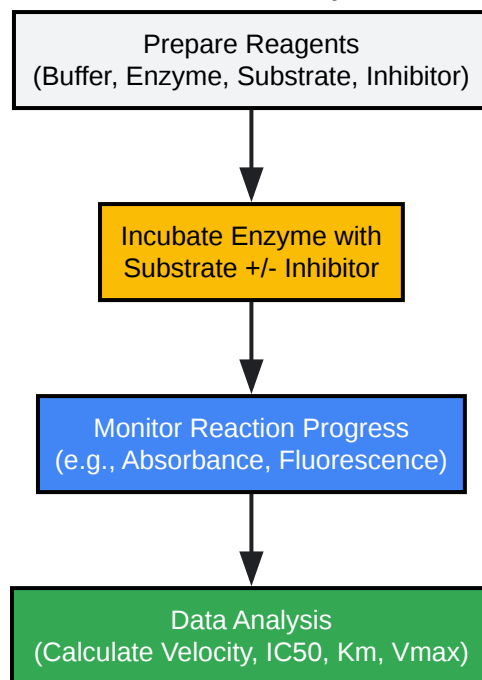 Prepare Reagents
(Buffer, Enzyme, Substrate, Inhibitor)
Incubate Enzyme with
Substrate +/- Inhibitor
Monitor Reaction Progress
(e.g., Absorbance, Fluorescence)
Data Analysis
(Calculate Velocity, IC50, Km, Vmax)